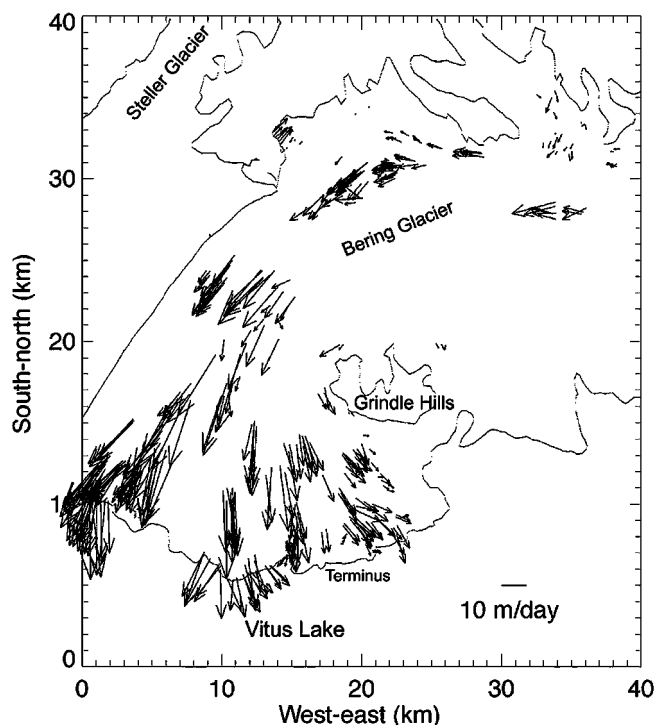 40
Steller Glacier
30
Bering Glacier
South-north (km)
20
Grindle Hills
1
Terminus
10 m/day
Vitus Lake
0
0
10
20
30
40
West-east (km)